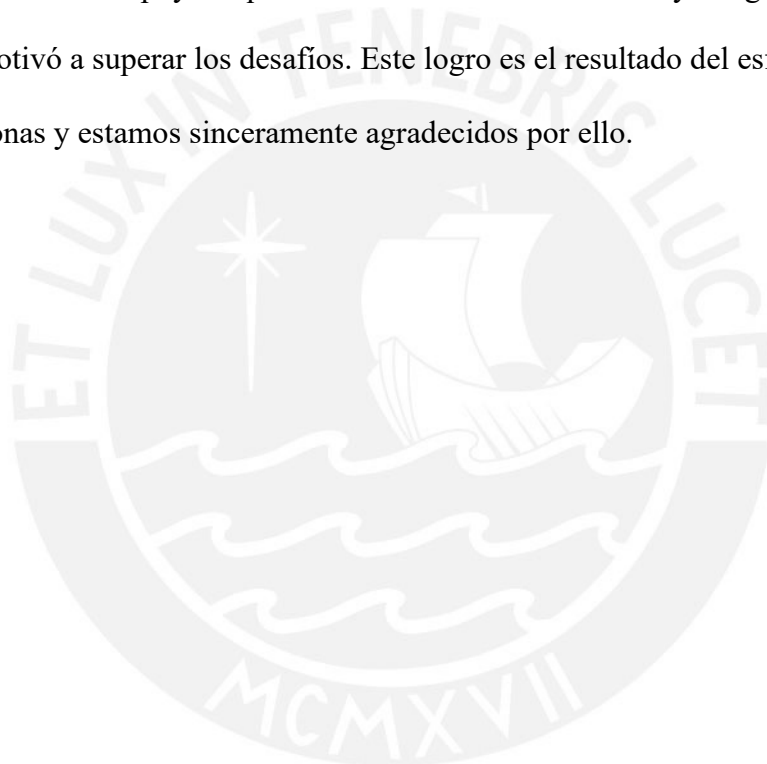 otivó a superar los desafíos. Este logro es el resultado del es
onas y estamos sinceramente agradecidos por ello.
ET LUX IN TENEBRIS LUCET
MCMXVII